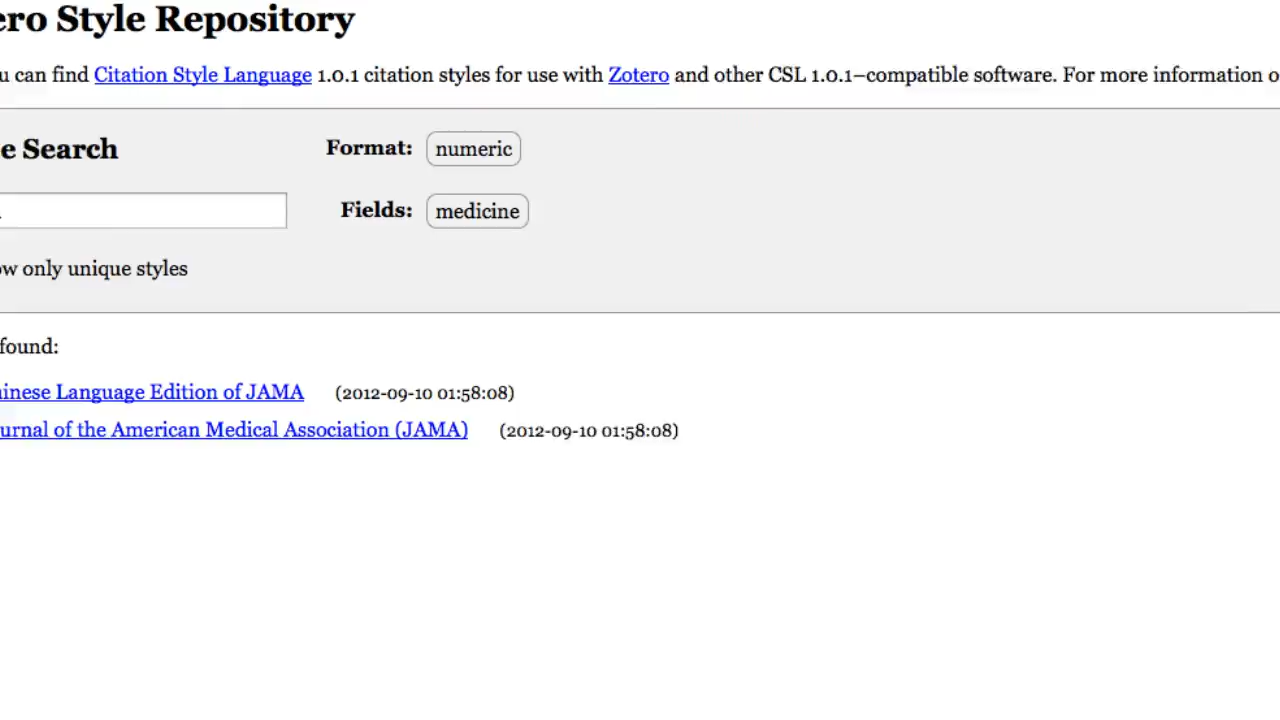 ero Style Repository
u can find Citation Style Language 1.0.1 citation styles for use with Zotero and other CSL 1.0.1–compatible software. For more information o
e Search
Format: numeric
Fields: medicine
ow only unique styles
found:
inese Language Edition of JAMA (2012-09-10 01:58:08)
urnal of the American Medical Association (JAMA) (2012-09-10 01:58:08)